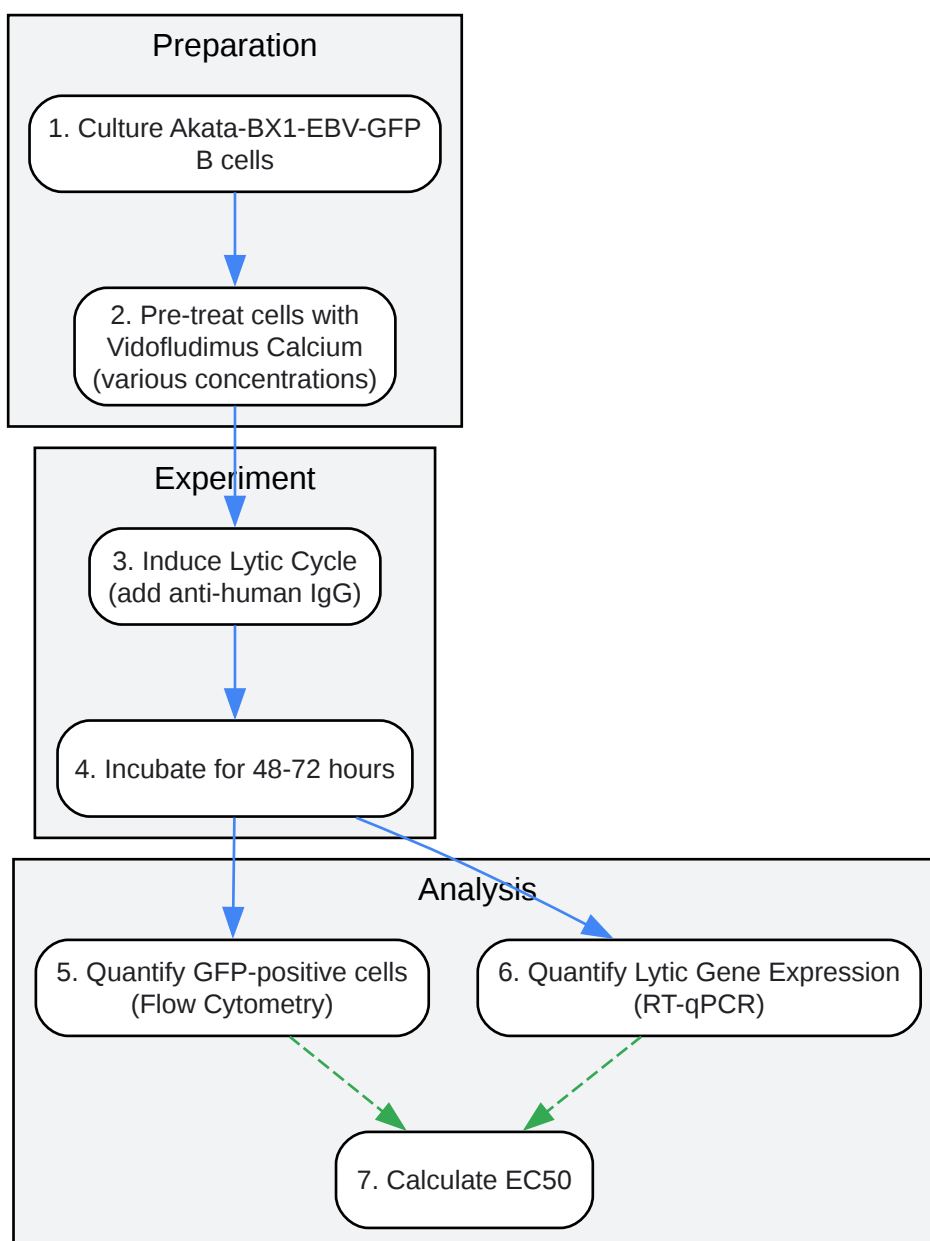 Preparation
1. Culture Akata-BX1-EBV-GFP
B cells
2. Pre-treat cells with
Vidofludimus Calcium
(various concentrations)
Experiment
3. Induce Lytic Cycle
(add anti-human IgG)
4. Incubate for 48-72 hours
Analysis
5. Quantify GFP-positive cells
(Flow Cytometry)
6. Quantify Lytic Gene Expression
(RT-qPCR)
7. Calculate EC50